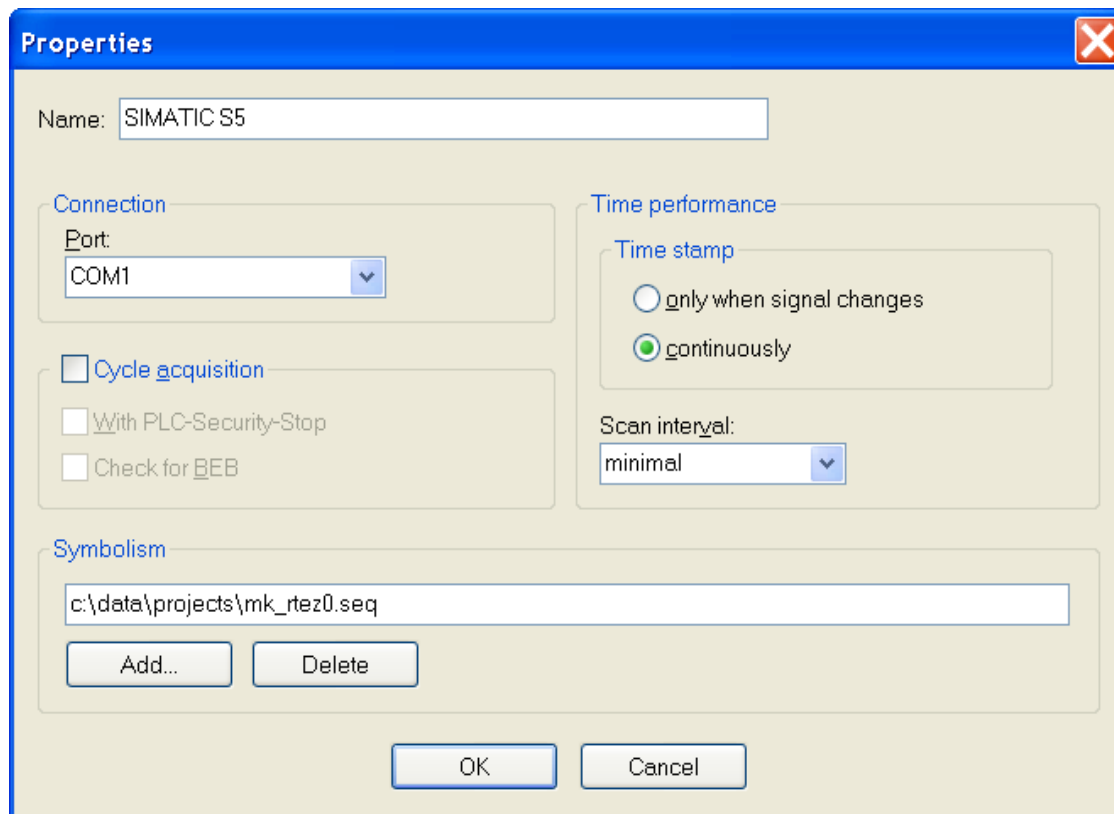 Properties
Name: SIMATIC S5
Connection
Port:
COM1
Cycle acquisition
With PLC-Security-Stop
Check for BEB
Time performance
Time stamp
only when signal changes
continuously
Scan interval:
minimal
Symbolism
c:\data\projects\mk_rtez0.seq
Add... Delete
OK Cancel